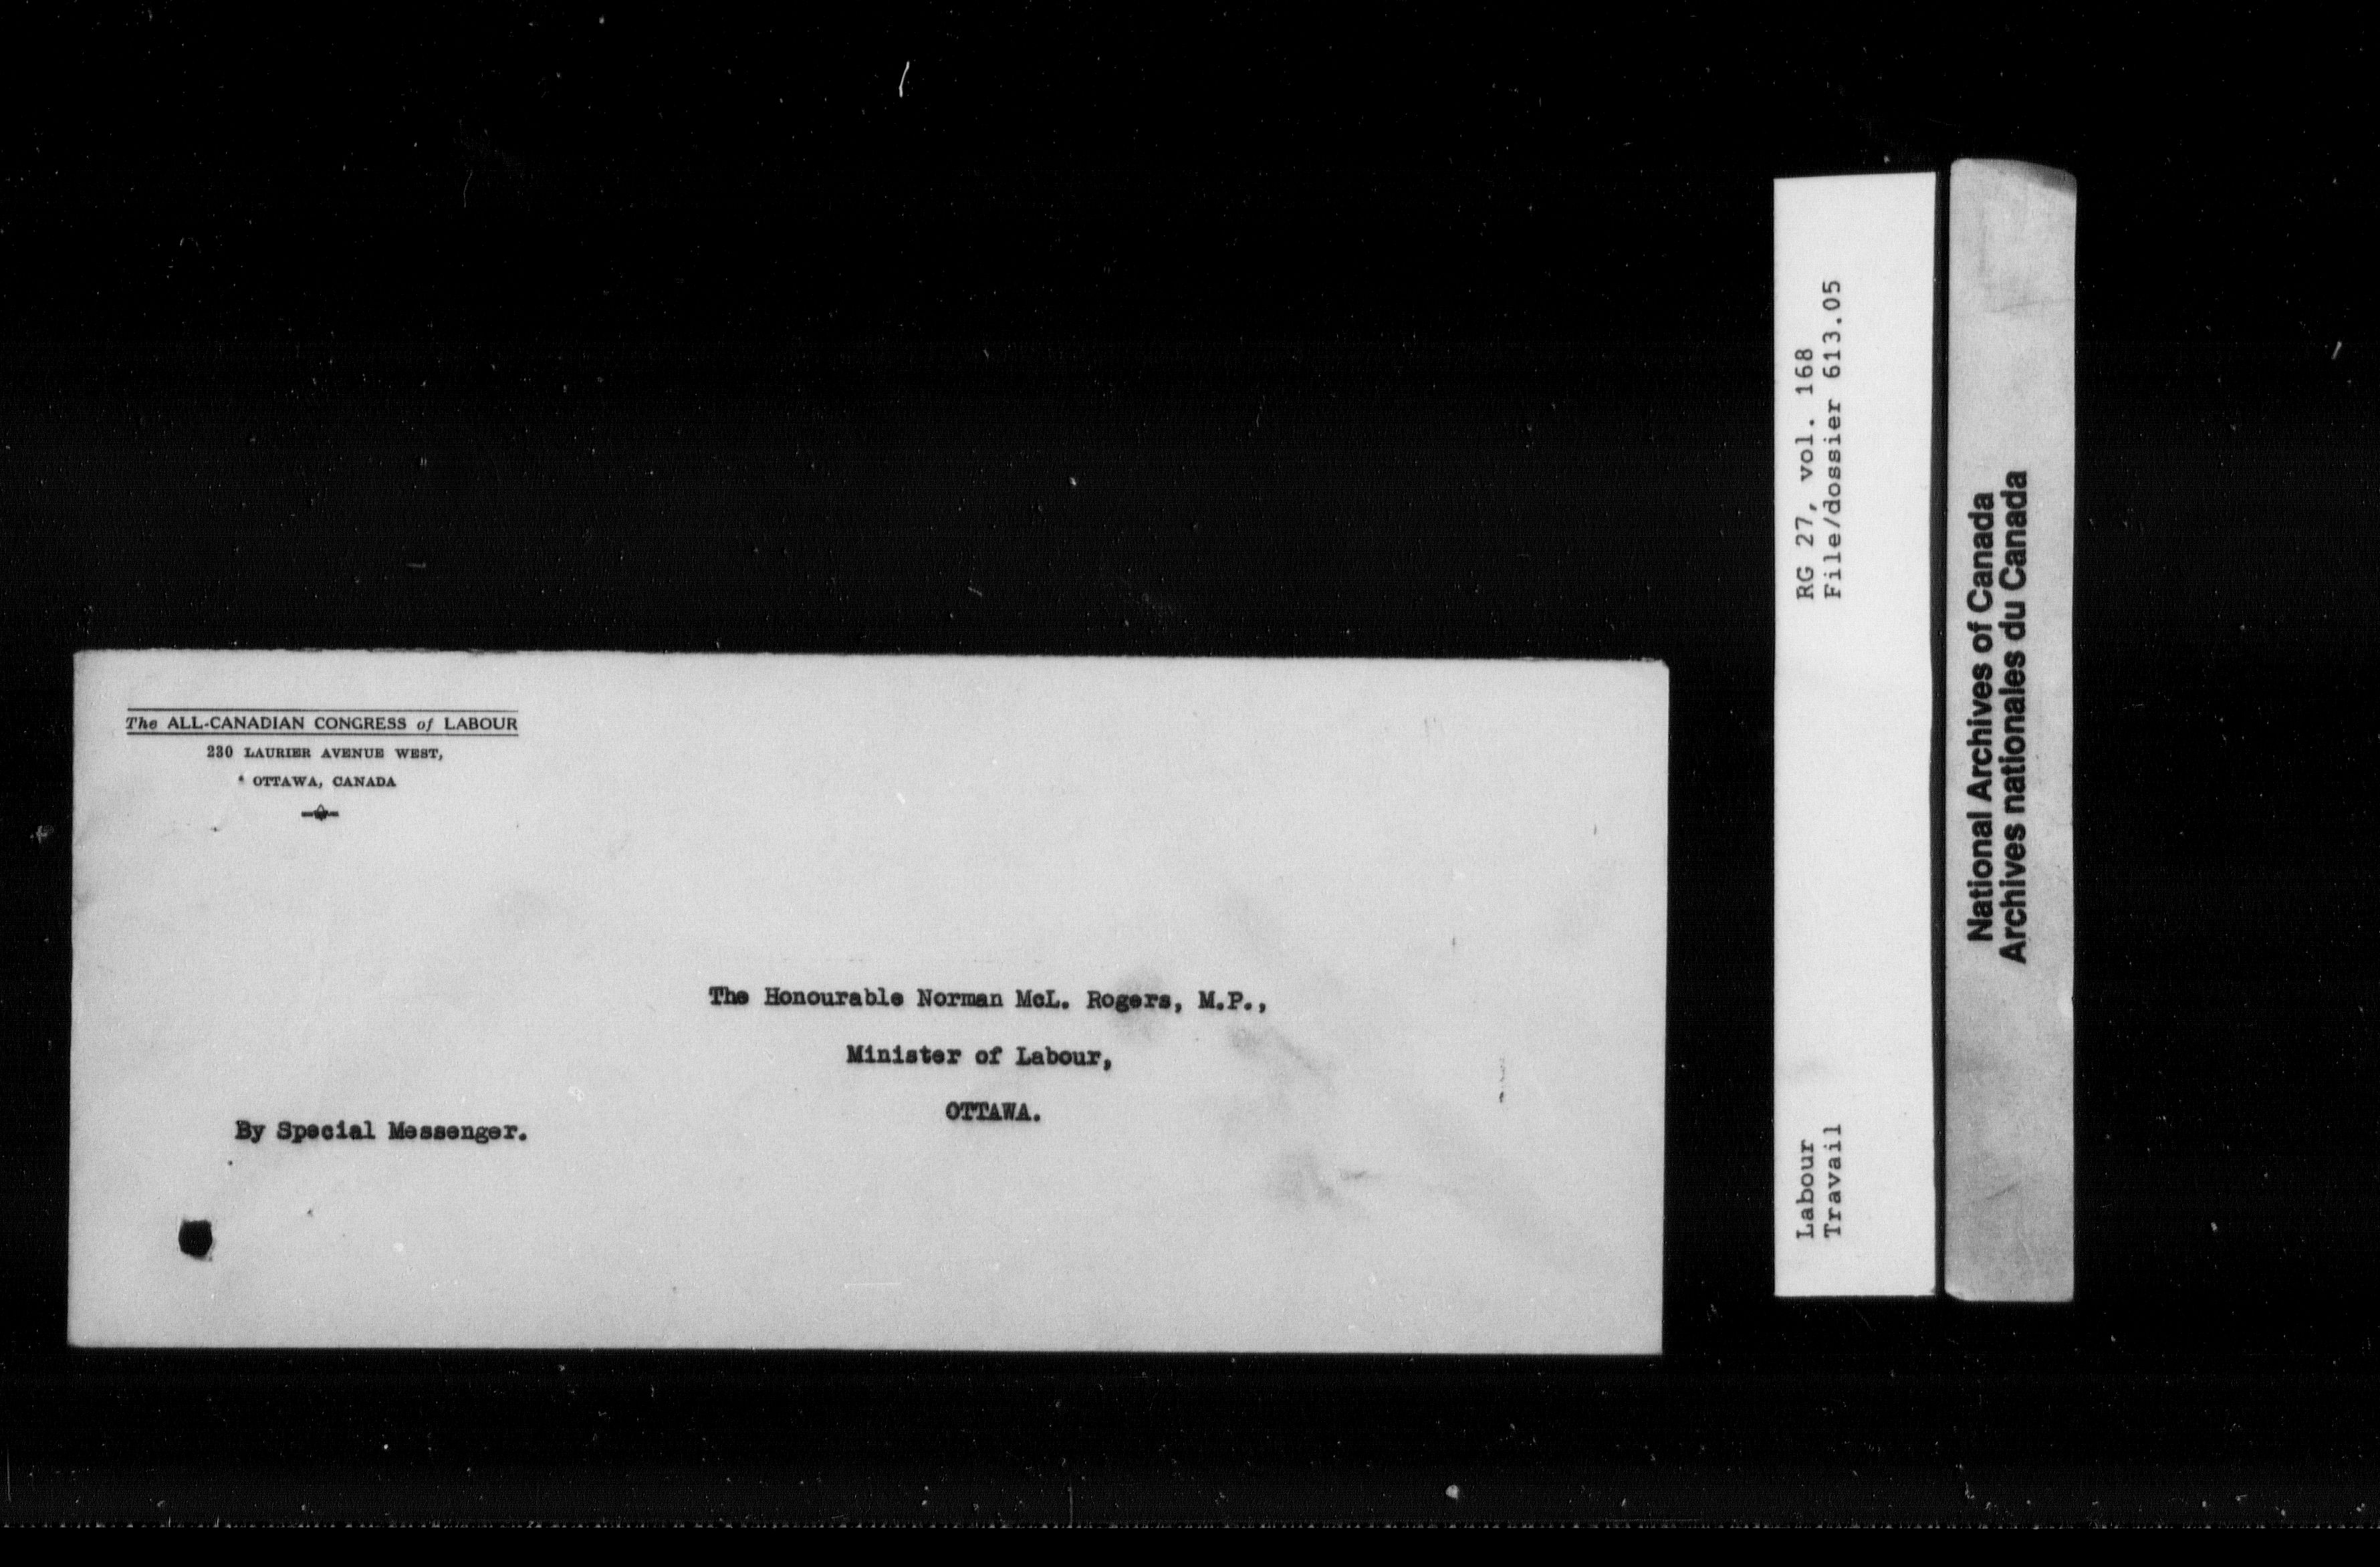 The ALL-CANADIAN CONGRESS of LABOUR
230 LAURIER AVENUE WEST,
OTTAWA, CANADA
The Honourable Norman McL. Rogers, M.P.,
Minister of Labour,
OTTAWA.
By Special Messenger.
RG 27, vol. 168
File/dossier 613.05
Labour
Travail
National Archives of Canada
Archives nationales du Canada